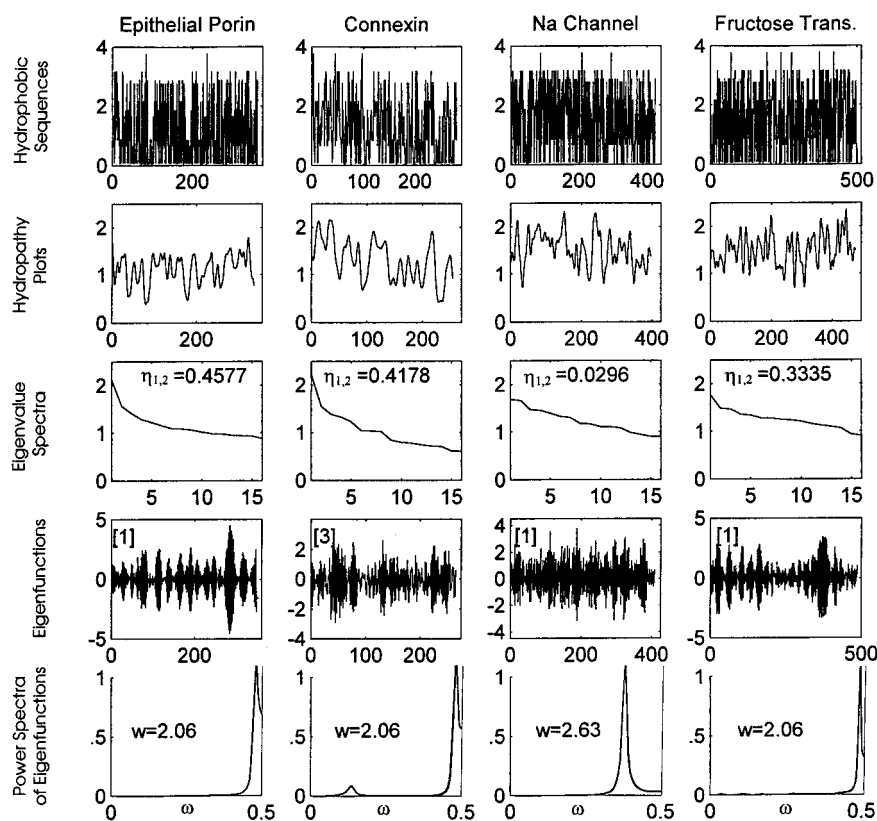 Epithelial Porin Connexin Na Channel Fructose Trans.
Hydrophobic
Sequences
4 4 4 4
2 2 2 2
0 0 0 0
0 200 0 100 200 0 200 400 0 500
Hydropathy
Plots
2 2 2 2
1 1 1 1
0 0 0 0
0 200 0 100 200 0 200 400 0 200 400
Eigenvalue
Spectra
η1,2 =0.4577 η1,2 =0.4178 η1,2 =0.0296 η1,2 =0.3335
2 2 2 2
1 1 1 1
0 0 0 0
5 10 15 5 10 15 5 10 15 5 10 15
Eigenfunctions
[1] [3] [1] [1]
5 4 5
2 2
0 0 0 0
-2 -2
-5 -4 -4 -5
0 200 0 100 200 0 200 400 0 500
Power Spectra
of Eigenfunctions
1 1 1 1
.5 .5 .5 .5
w=2.06 w=2.06 w=2.63 w=2.06
0 0 0 0
0 ω 0.5 0 ω 0.5 0 ω 0.5 0 ω 0.5